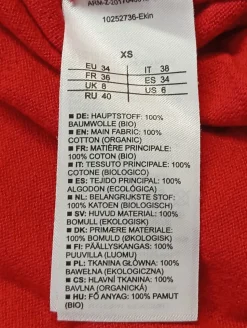 10252736-Ekin
XS
EU 34 IT 38
FR 36 ES 34
UK 8 US 6
RU 40
■ DE: HAUPTSTOFF: 100%
BAUMWOLLE (BIO)
■ EN: MAIN FABRIC: 100%
COTTON (ORGANIC)
■ FR: MATIÈRE PRINCIPALE:
100% COTON (BIO)
■ IT: TESSUTO PRINCIPALE: 100%
COTONE (BIOLOGICO)
■ ES: TEJIDO PRINCIPAL: 100%
ALGODON (ECOLÓGICA)
■ NL: BELANGRIJKSTE STOF:
100% KATOEN (BIOLOGISCH)
■ SV: HUVUD MATERIAL: 100%
BOMULL (EKOLOGISK)
■ DK: PRIMÆRE MATERIALE:
100% BOMULD (ØKOLOGISK)
■ FI: PÄÄLLYSKANGAS: 100%
PUUVILLA (LUOMU)
■ PL: TKANINA GŁÓWNA: 100%
BAWEŁNA (EKOLOGICZNA)
■ CS: HLAVNÍ TKANINA: 100%
BAVLNA (ORGANICKÁ)
■ HU: FŐ ANYAG: 100% PAMUT
(BIO)